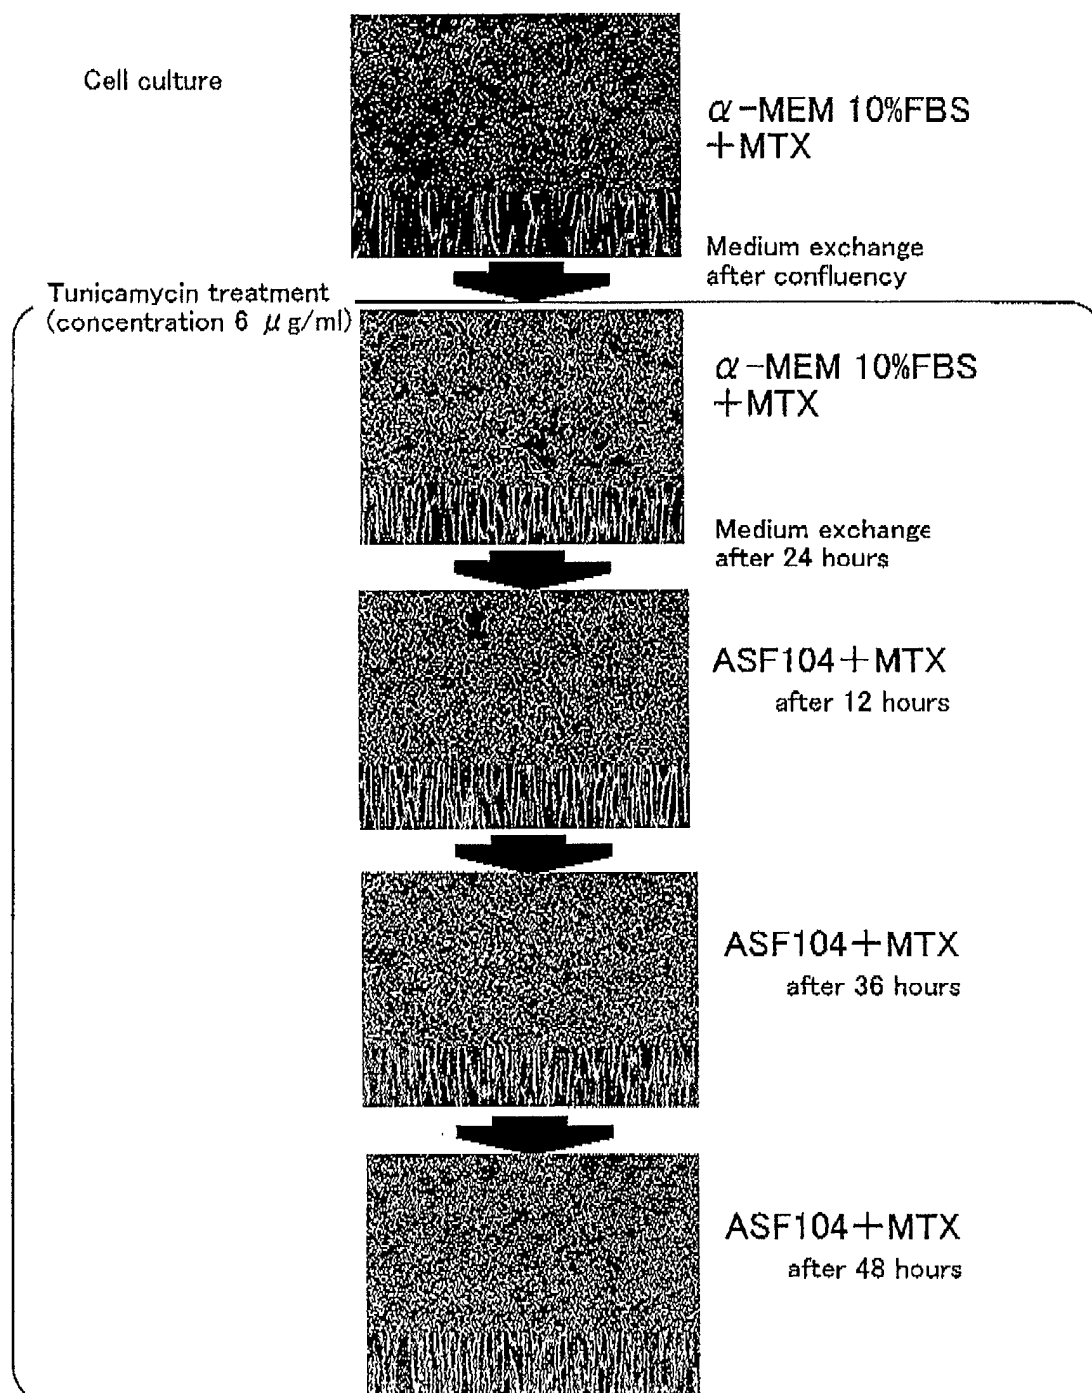 Cell culture
α-MEM 10%FBS
+MTX
Medium exchange
after confluency
Tunicamycin treatment
(concentration 6 μg/ml)
α-MEM 10%FBS
+MTX
Medium exchange
after 24 hours
ASF104+MTX
after 12 hours
ASF104+MTX
after 36 hours
ASF104+MTX
after 48 hours